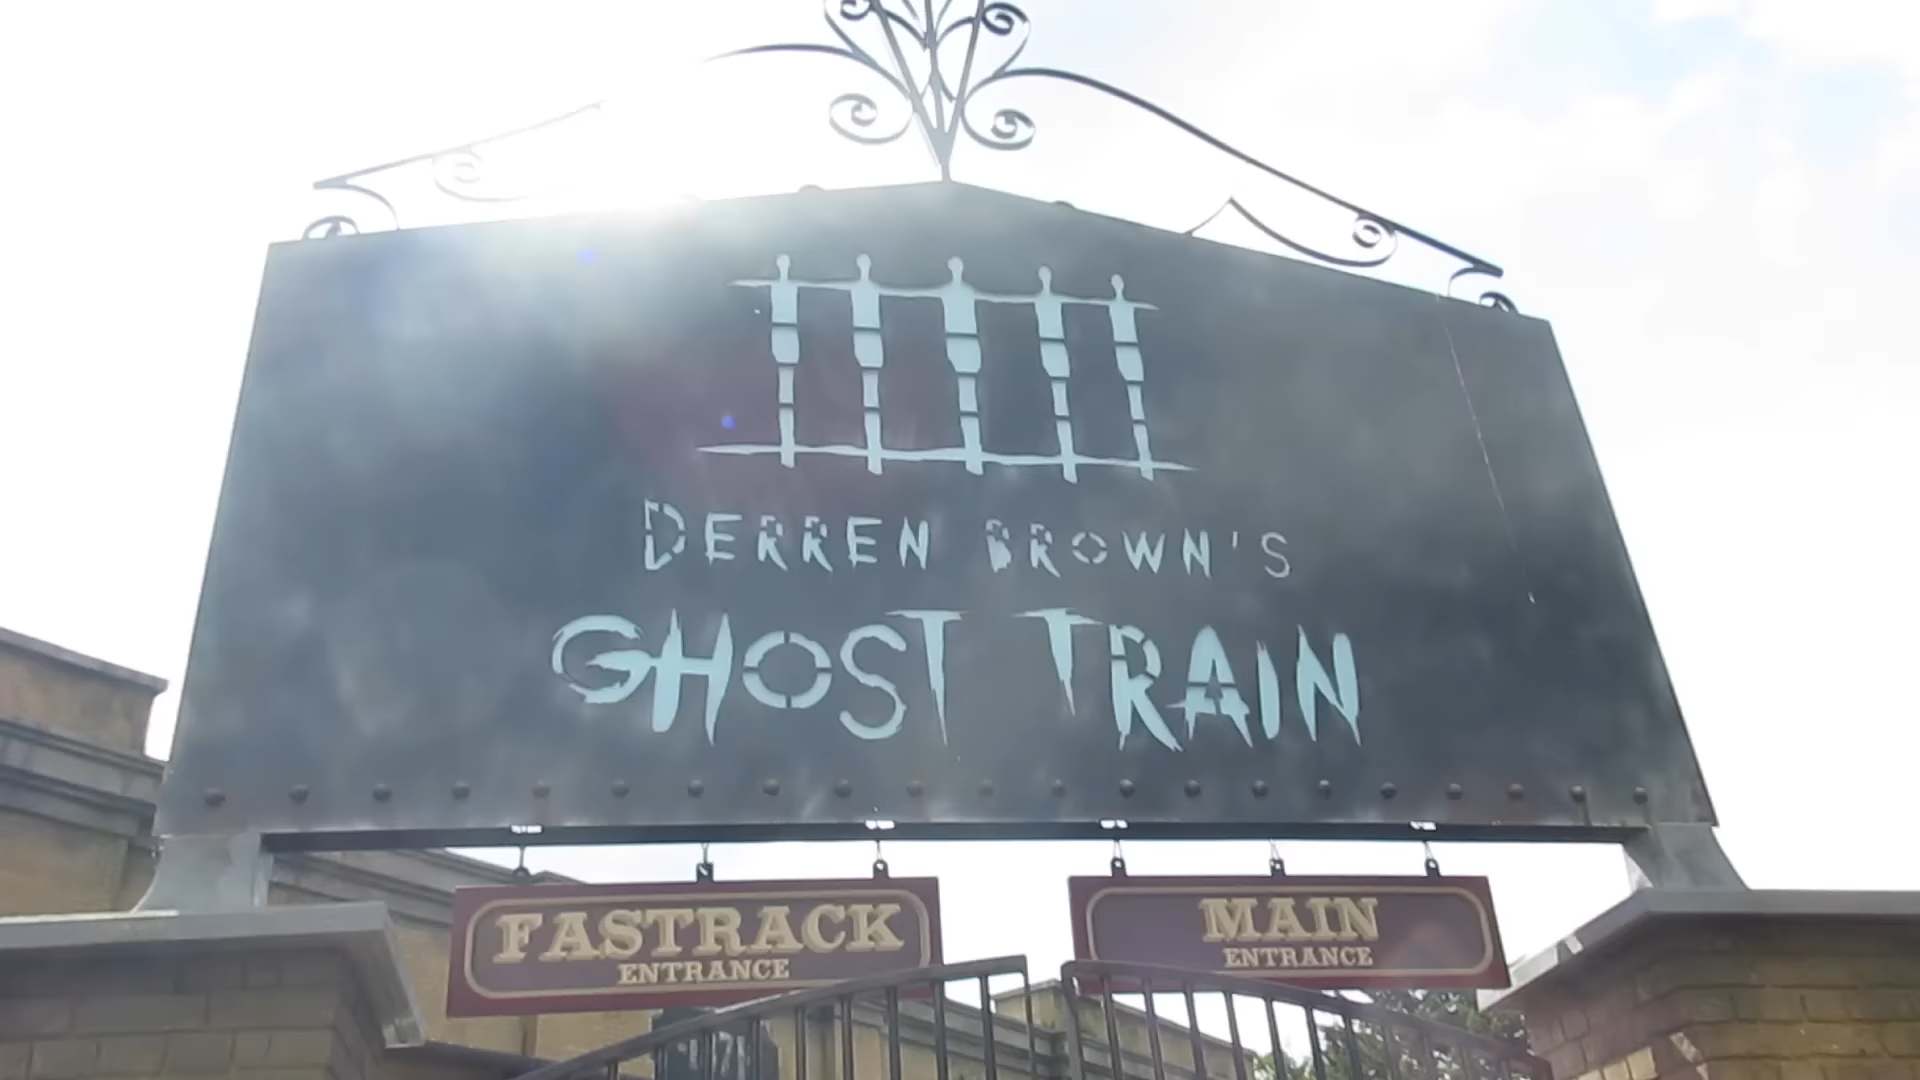 DERREN BROWN'S
GHOST TRAIN
FASTRACK
ENTRANCE
MAIN
ENTRANCE